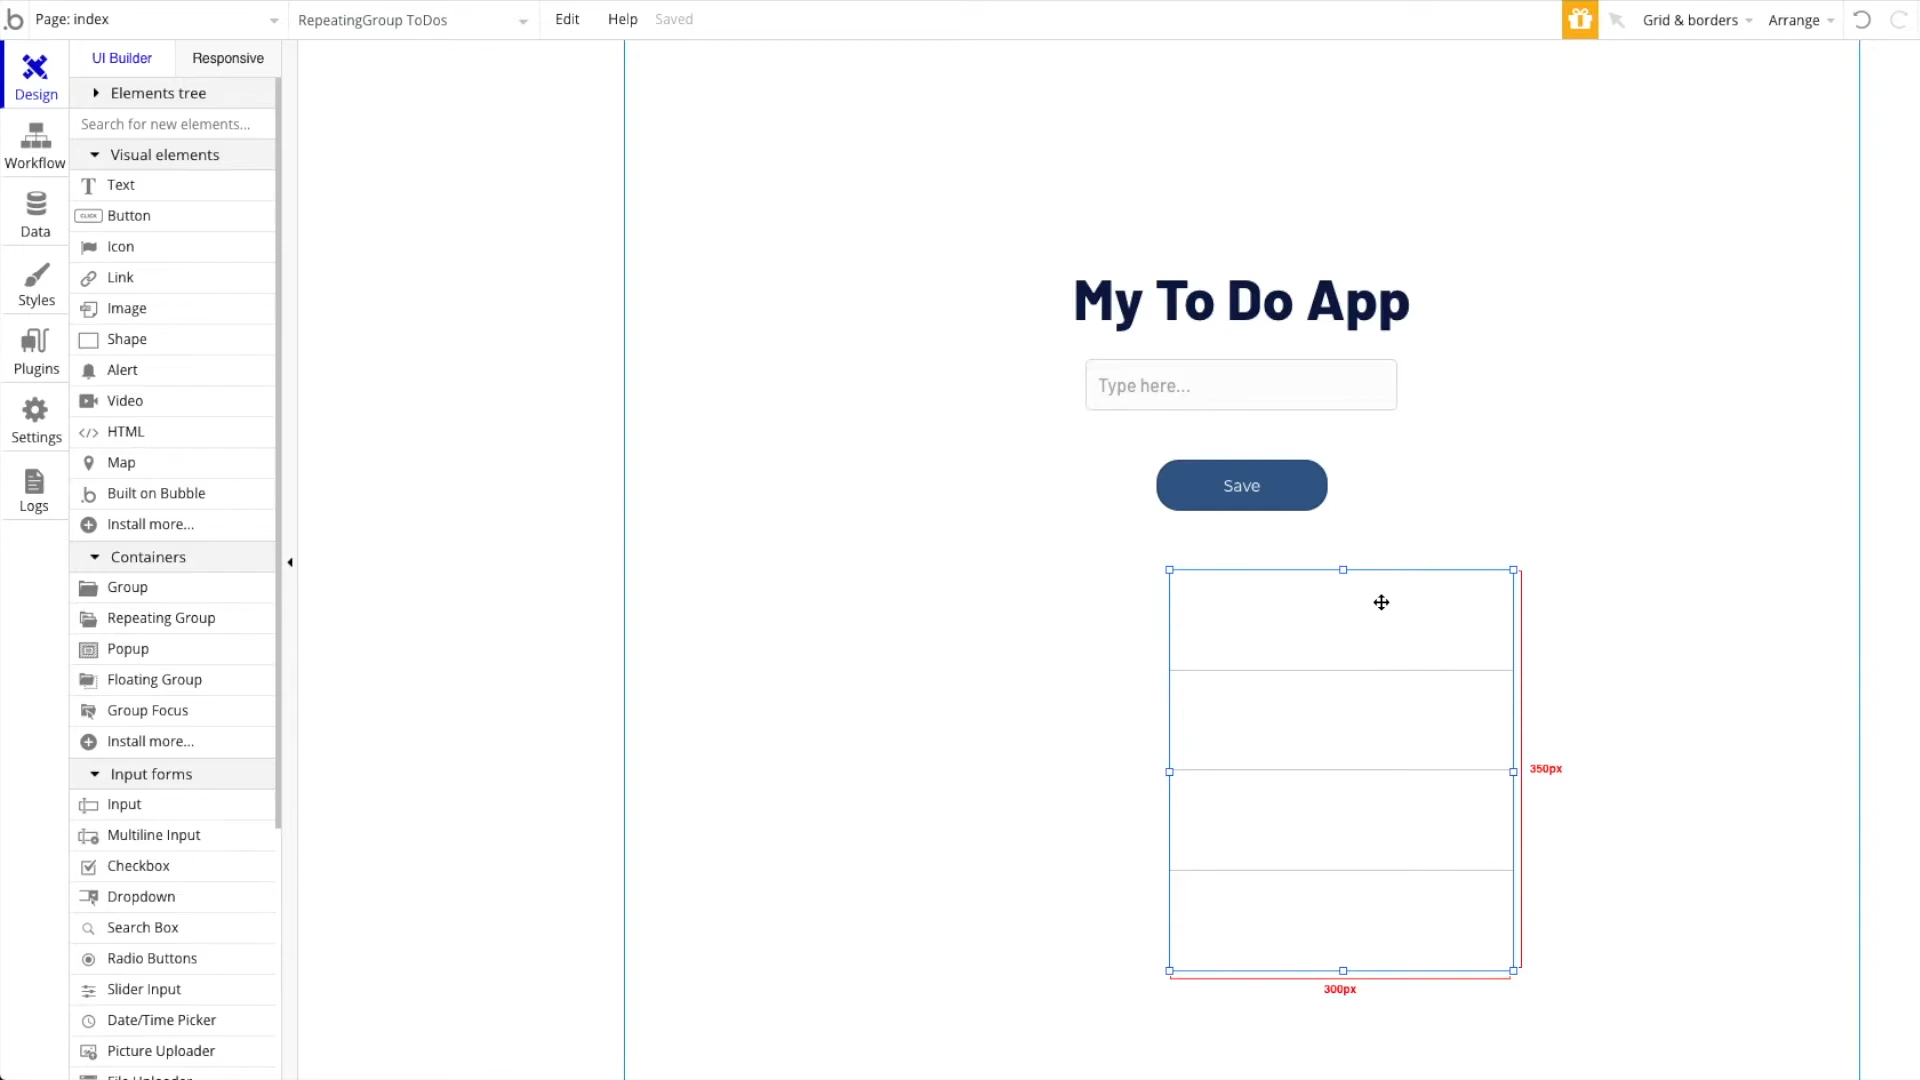 Page: index
RepeatingGroup ToDos
Edit
Help
Saved
Grid & borders
Arrange
UI Builder
Responsive
Design
Workflow
Data
Styles
Plugins
Settings
Logs
Elements tree
Search for new elements...
Visual elements
Text
CLICK Button
Icon
Link
Image
Shape
Alert
Video
HTML
Map
Built on Bubble
Install more...
Containers
Group
Repeating Group
Popup
Floating Group
Group Focus
Install more...
Input forms
Input
Multiline Input
Checkbox
Dropdown
Search Box
Radio Buttons
Slider Input
Date/Time Picker
Picture Uploader
File Uploader
My To Do App
Type here...
Save
350px
300px